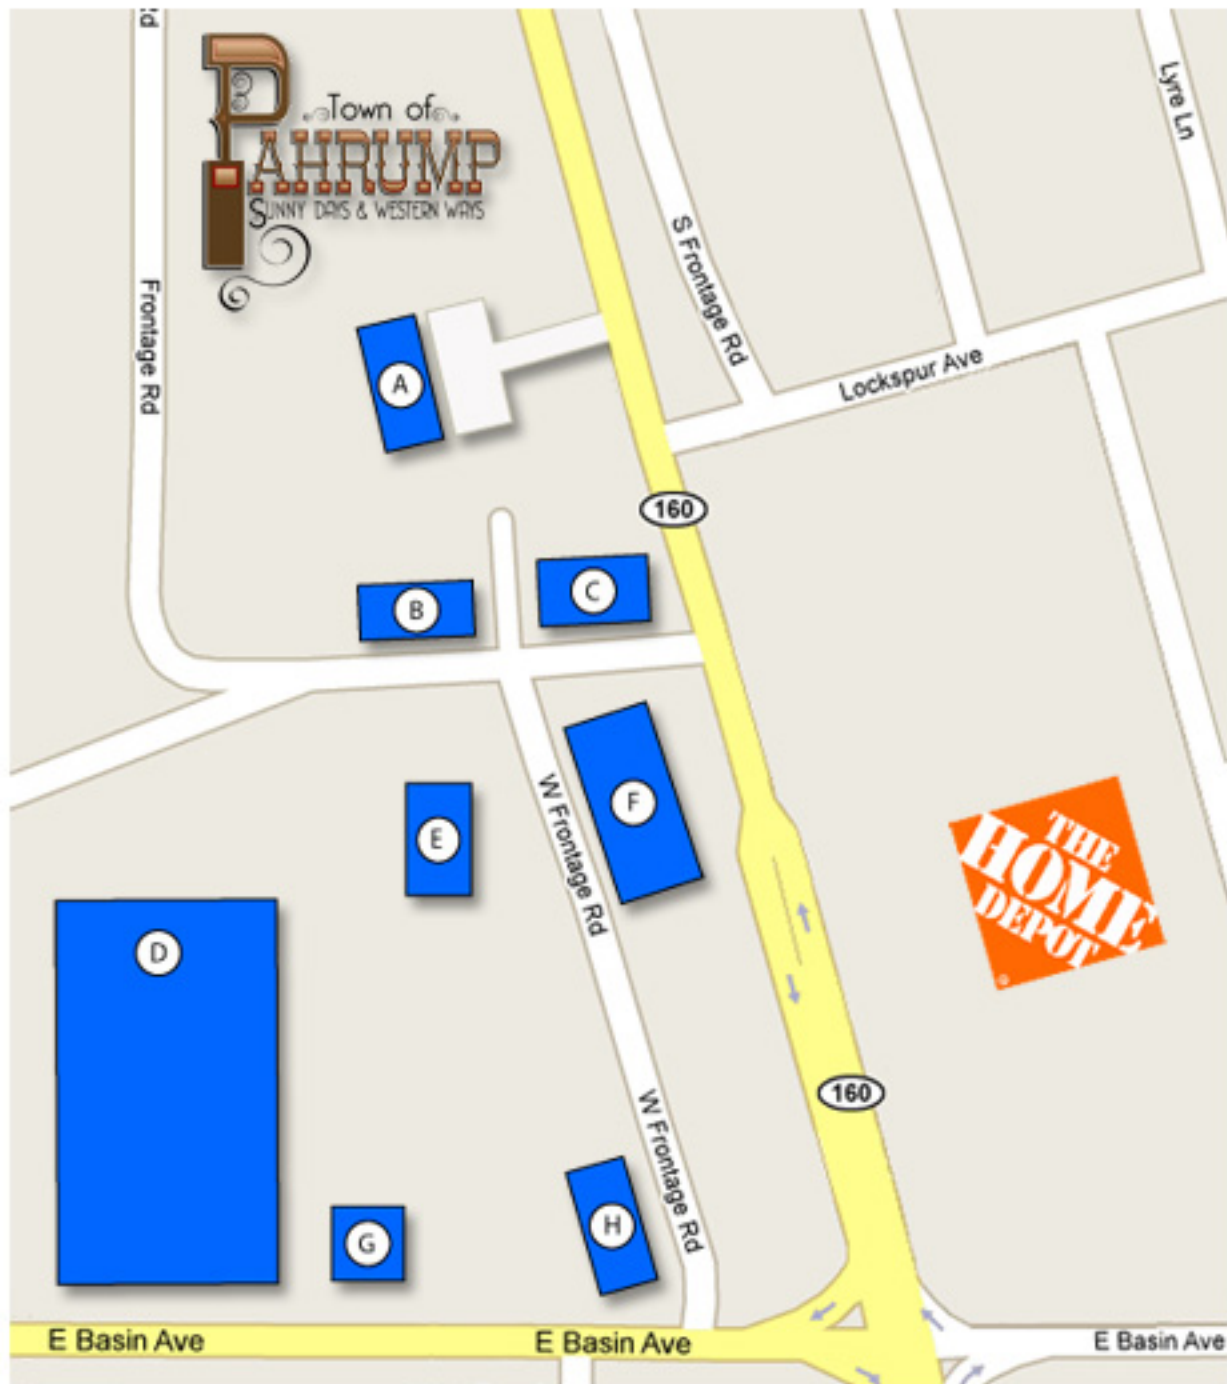 Rd
Town of
PAHRUMP
SUNNY DAYS & WESTERN WAYS
Lyre Ln
S Frontage Rd
Frontage Rd
Lockspur Ave
A
160
B
C
W Frontage Rd
F
E
THE
HOME
DEPOT
®
D
160
W Frontage Rd
H
G
E Basin Ave
E Basin Ave
E Basin Ave